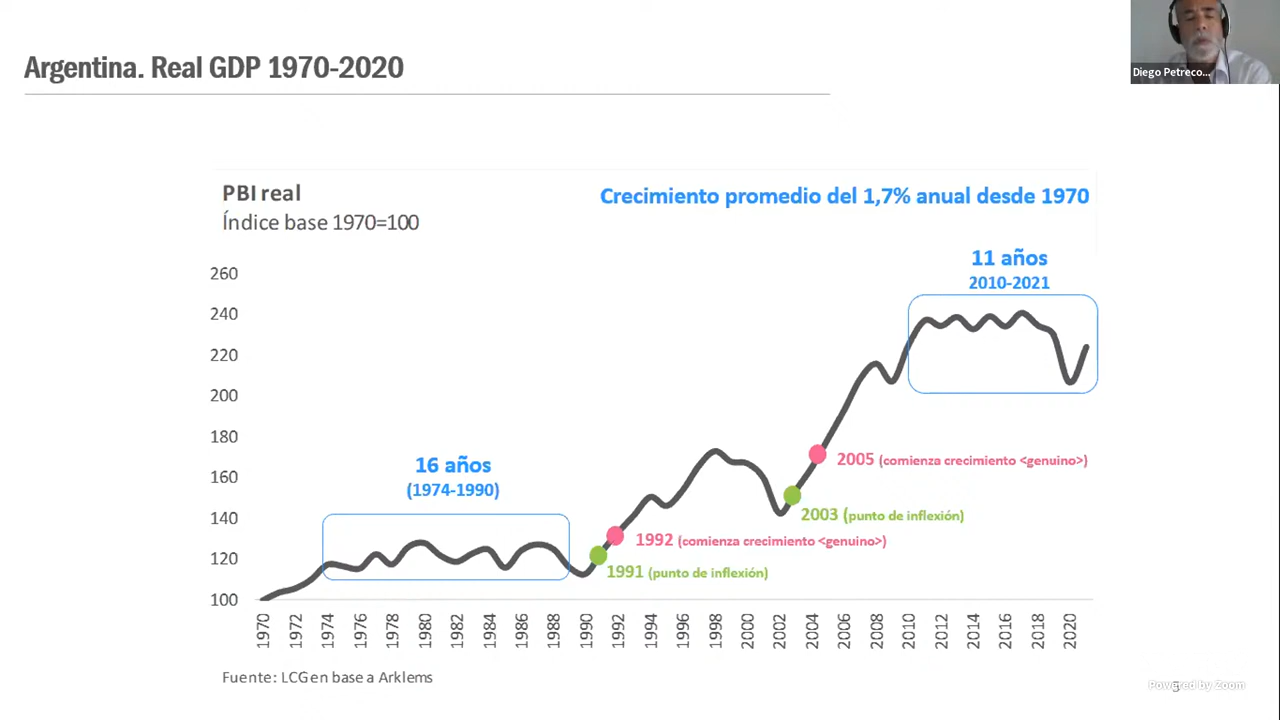 Argentina. Real GDP 1970-2020
Diego Petreco...
PBI real
Índice base 1970=100
Crecimiento promedio del 1,7% anual desde 1970
11 años
2010-2021
260
240
220
200
180
160
140
120
100
16 años
(1974-1990)
2005 (comienza crecimiento <genuino>)
2003 (punto de inflexión)
1992 (comienza crecimiento <genuino>)
1991 (punto de inflexión)
1970
1972
1974
1976
1978
1980
1982
1984
1986
1988
1990
1992
1994
1996
1998
2000
2002
2004
2006
2008
2010
2012
2014
2016
2018
2020
Fuente: LCG en base a Arklems
Powered by Zoom
5